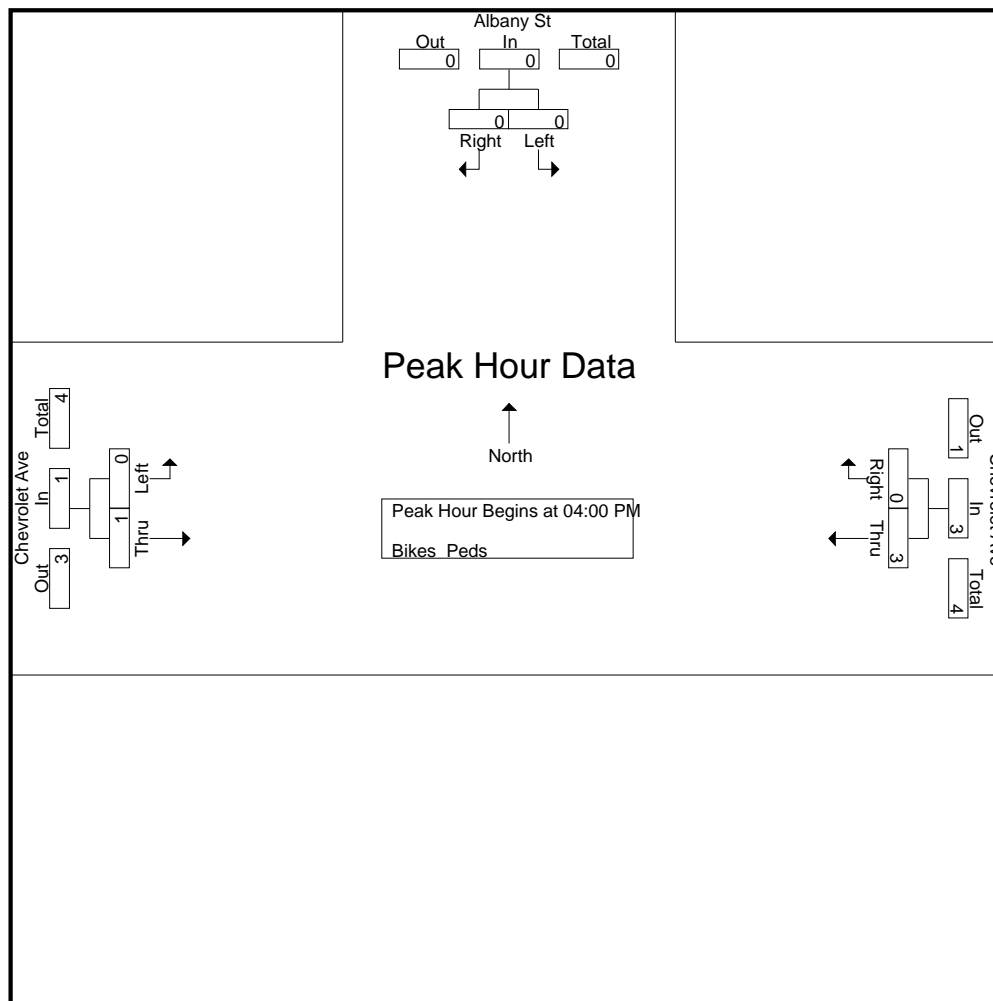 Albany St
Out In Total
0 0 0
0 0
Right Left
Peak Hour Data
North
Peak Hour Begins at 04:00 PM
Bikes Peds
Chevrolet Ave
Out In Total
3 1 4
0 1
Left Thru
Out In Total
1 3 4
0 3
Right Thru